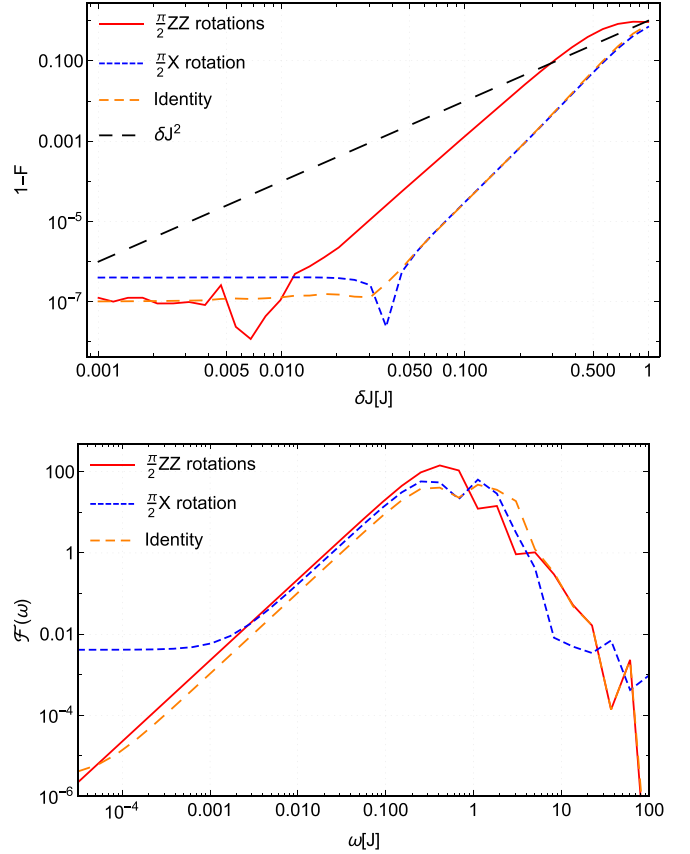 π/2 ZZ rotations
π/2 X rotation
Identity
δJ²
1-F
0.100
0.001
10⁻⁵
10⁻⁷
0.001 0.005 0.010 0.050 0.100 0.500 1
δJ[J]
π/2 ZZ rotations
π/2 X rotation
Identity
ℱ(ω)
100
1
0.01
10⁻⁴
10⁻⁶
10⁻⁴ 0.001 0.010 0.100 1 10 100
ω[J]